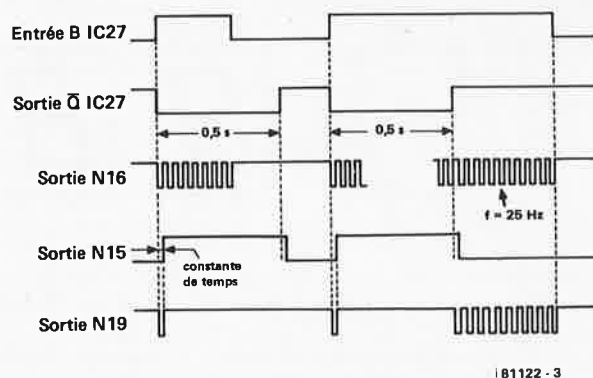 Entrée B IC27
Sortie Q̅ IC27
0,5 s
0,5 s
Sortie N16
f = 25 Hz
Sortie N15
constante
de temps
Sortie N19
81122 - 3